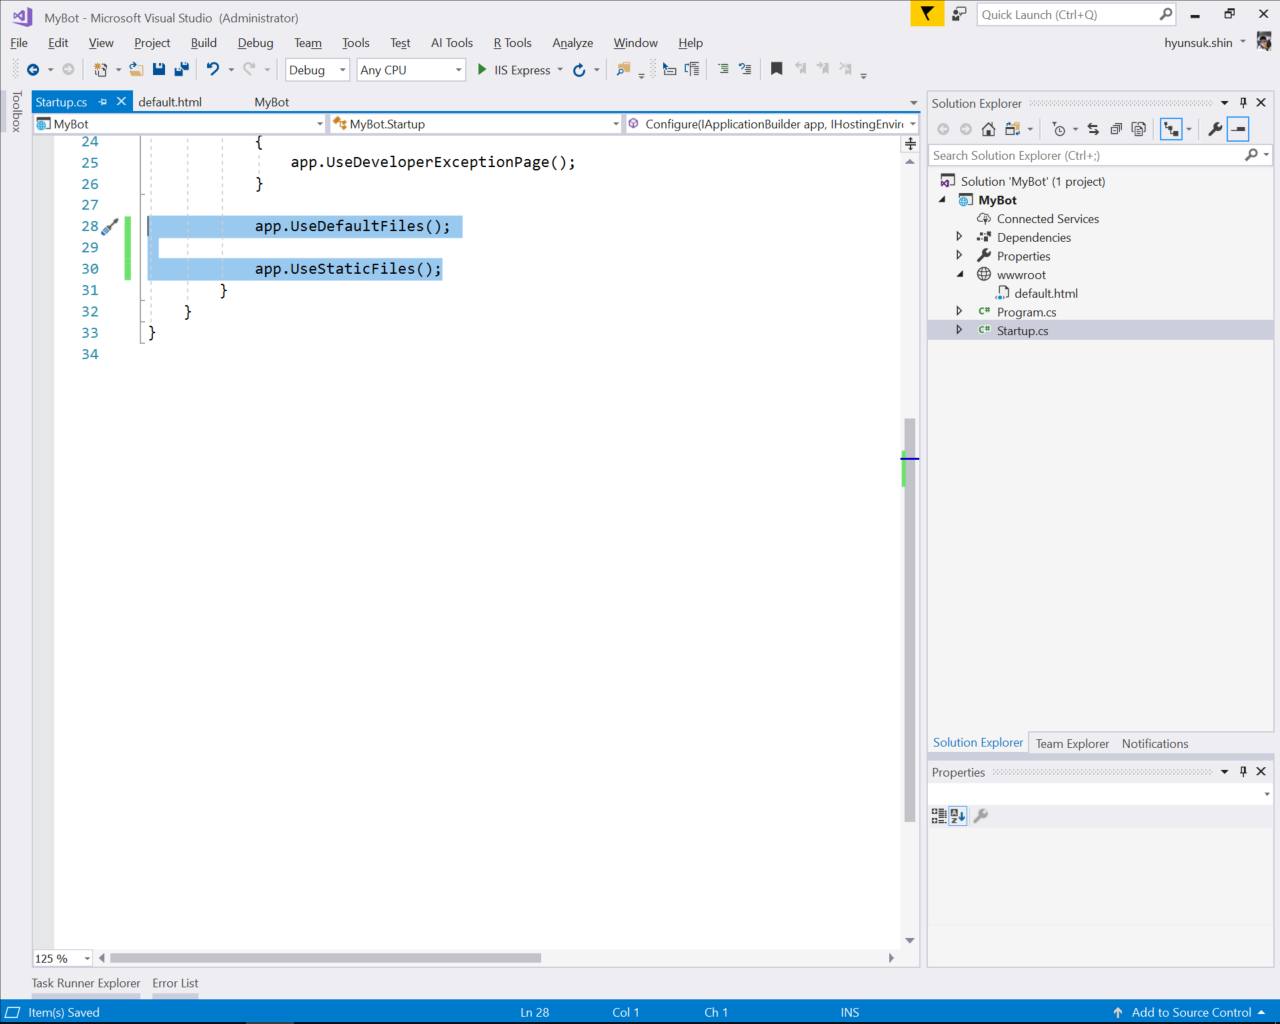 MyBot - Microsoft Visual Studio (Administrator)
Quick Launch (Ctrl+Q)
File Edit View Project Build Debug Team Tools Test AI Tools R Tools Analyze Window Help
hyunsuk.shin
Debug Any CPU IIS Express
Toolbox
Startup.cs default.html MyBot
MyBot MyBot.Startup Configure(IApplicationBuilder app, IHostingEnvir
24 {
25 app.UseDeveloperExceptionPage();
26 }
27
28 app.UseDefaultFiles();
29
30 app.UseStaticFiles();
31 }
32 }
33 }
34
125 %
Solution Explorer
Search Solution Explorer (Ctrl+;)
Solution 'MyBot' (1 project)
MyBot
Connected Services
Dependencies
Properties
wwwroot
default.html
C# Program.cs
C# Startup.cs
Solution Explorer Team Explorer Notifications
Properties
Task Runner Explorer Error List
Item(s) Saved Ln 28 Col 1 Ch 1 INS Add to Source Control